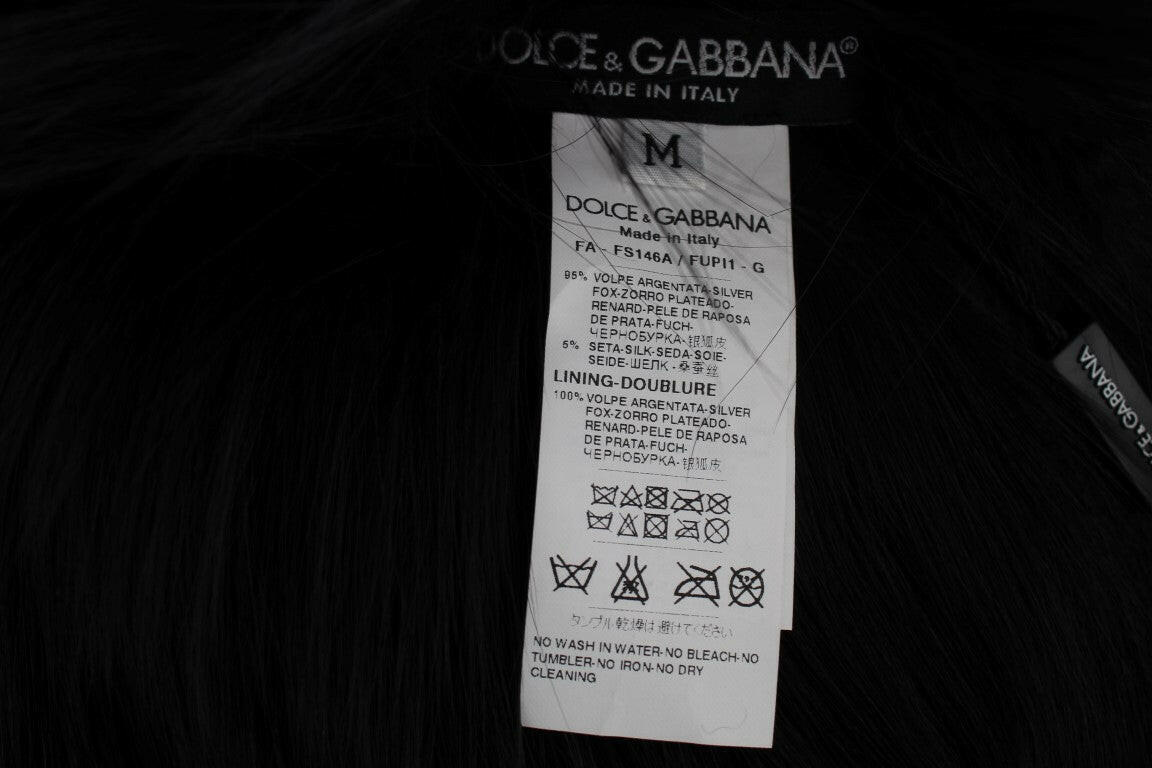 DOLCE & GABBANA®
MADE IN ITALY
M
DOLCE & GABBANA
Made in Italy
FA - FS146A / FUPI1 - G
95% VOLPE ARGENTATA-SILVER
FOX-ZORRO PLATEADO-
RENARD-PELE DE RAPOSA
DE PRATA-FUCH-
ЧЕРНОБУРКА-银狐皮
5% SETA-SILK-SEDA-SOIE-
SEIDE-ШЕЛК - 桑蚕丝
LINING-DOUBLURE
100% VOLPE ARGENTATA-SILVER
FOX-ZORRO PLATEADO-
RENARD-PELE DE RAPOSA
DE PRATA-FUCH-
ЧЕРНОБУРКА-银狐皮
タンブル乾燥は避けてください
NO WASH IN WATER-NO BLEACH-NO
TUMBLER-NO IRON-NO DRY
CLEANING
& GABBANA